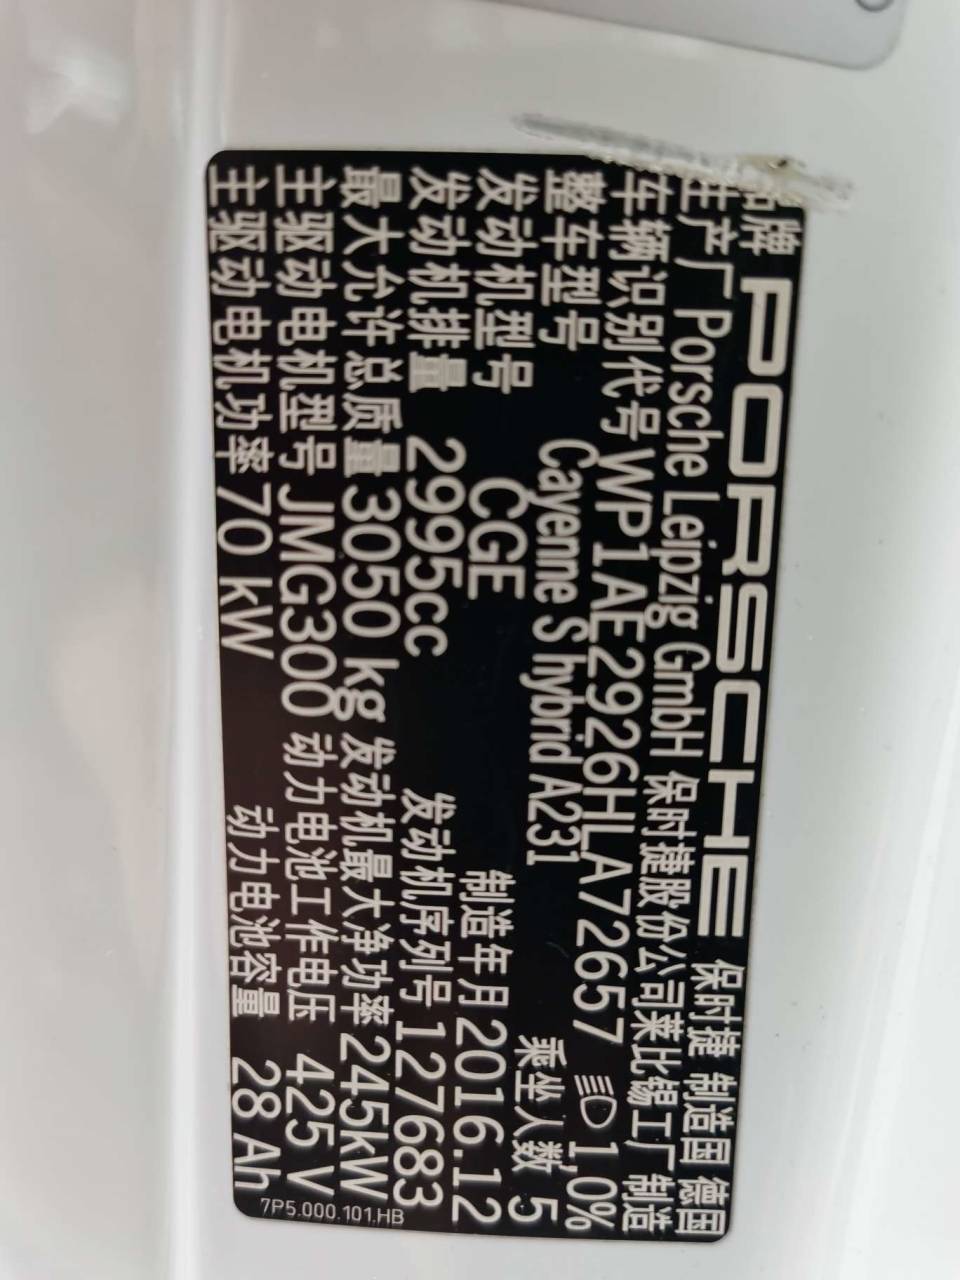 品牌 PORSCHE 保时捷 制造国 德国
生产厂 Porsche Leipzig GmbH 保时捷股份公司莱比锡工厂制造
车辆识别代号 WP1AE2926HLA7267 1,0%
整车型号 Cayenne S hybrid A231 乘坐人数 5
发动机型号 CGE 制造年月 2016.12
发动机排量 2995cc 发动机序列号 127683
最大允许总质量 3050 kg 发动机最大净功率 245kW
主驱动电机型号 JMG300 动力电池工作电压 425 V
主驱动电机功率 70 kW 动力电池容量 28 Ah
7P5.000.101.HB